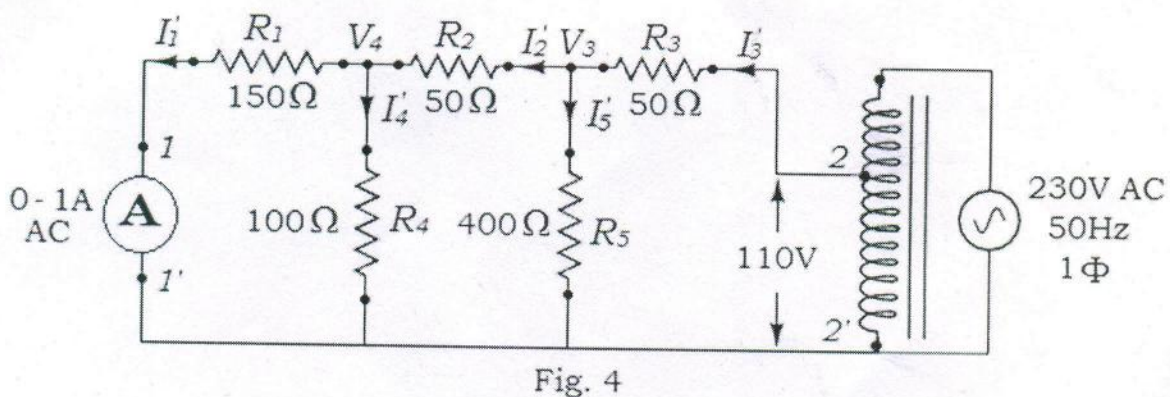 I₁' R₁ V₄ R₂ I₂' V₃ R₃ I₃'
150Ω 50Ω 50Ω
I₄' I₅'
1 2
0 - 1A
AC
A
100Ω R₄ 400Ω R₅
230V AC
50Hz
1Φ
110V
1' 2'
Fig. 4